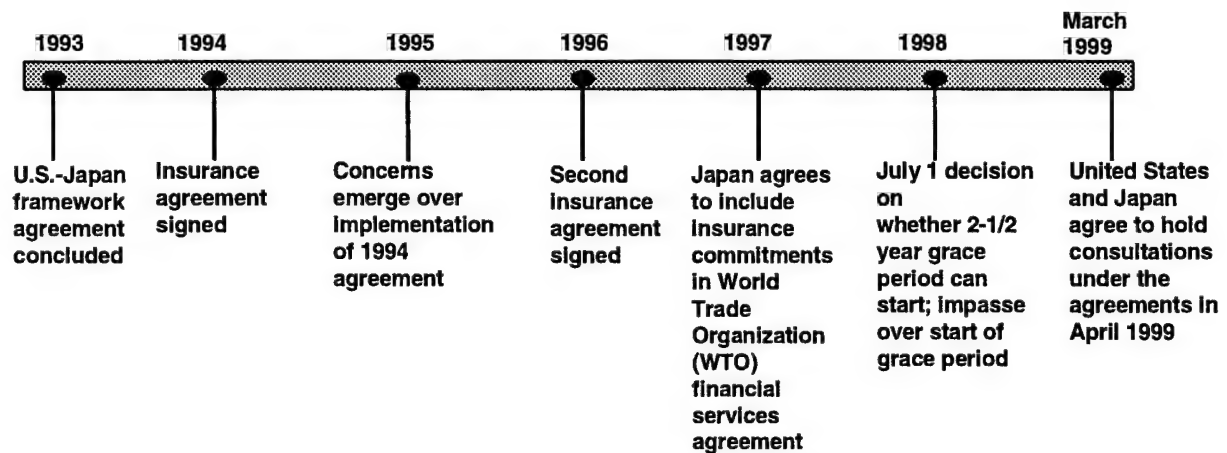 1993
1994
1995
1996
1997
1998
March
1999
U.S.-Japan
framework
agreement
concluded
Insurance
agreement
signed
Concerns
emerge over
implementation
of 1994
agreement
Second
insurance
agreement
signed
Japan agrees
to include
insurance
commitments
in World
Trade
Organization
(WTO)
financial
services
agreement
July 1 decision
on
whether 2-1/2
year grace
period can
start; impasse
over start of
grace period
United States
and Japan
agree to hold
consultations
under the
agreements in
April 1999